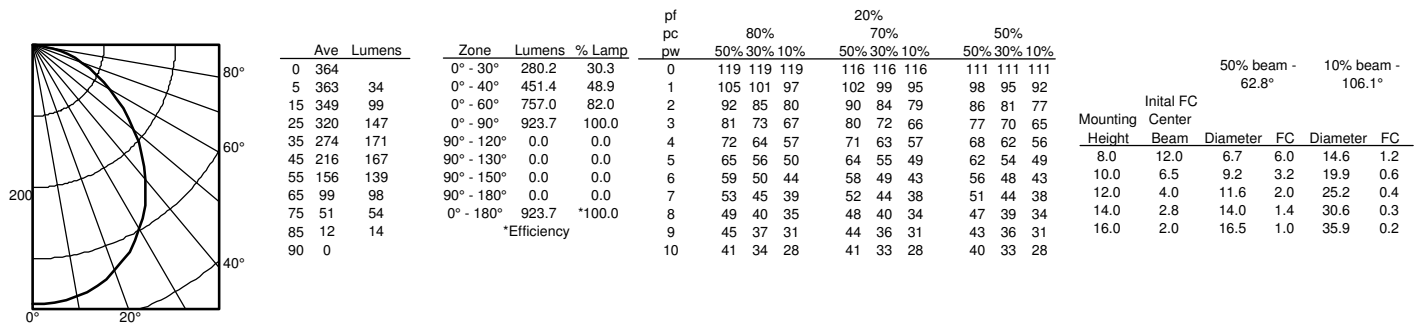 80°
60°
200
40°
0° 20°
Ave Lumens
0 364
5 363 34
15 349 99
25 320 147
35 274 171
45 216 167
55 156 139
65 99 98
75 51 54
85 12 14
90 0
Zone Lumens % Lamp
0° - 30° 280.2 30.3
0° - 40° 451.4 48.9
0° - 60° 757.0 82.0
0° - 90° 923.7 100.0
90° - 120° 0.0 0.0
90° - 130° 0.0 0.0
90° - 150° 0.0 0.0
90° - 180° 0.0 0.0
0° - 180° 923.7 *100.0
*Efficiency
pf 20%
pc 80% 70% 50%
pw 50% 30% 10% 50% 30% 10% 50% 30% 10%
0 119 119 119 116 116 116 111 111 111
1 105 101 97 102 99 95 98 95 92
2 92 85 80 90 84 79 86 81 77
3 81 73 67 80 72 66 77 70 65
4 72 64 57 71 63 57 68 62 56
5 65 56 50 64 55 49 62 54 49
6 59 50 44 58 49 43 56 48 43
7 53 45 39 52 44 38 51 44 38
8 49 40 35 48 40 34 47 39 34
9 45 37 31 44 36 31 43 36 31
10 41 34 28 41 33 28 40 33 28
50% beam - 10% beam -
62.8° 106.1°
Inital FC
Mounting Center
Height Beam Diameter FC Diameter FC
8.0 12.0 6.7 6.0 14.6 1.2
10.0 6.5 9.2 3.2 19.9 0.6
12.0 4.0 11.6 2.0 25.2 0.4
14.0 2.8 14.0 1.4 30.6 0.3
16.0 2.0 16.5 1.0 35.9 0.2